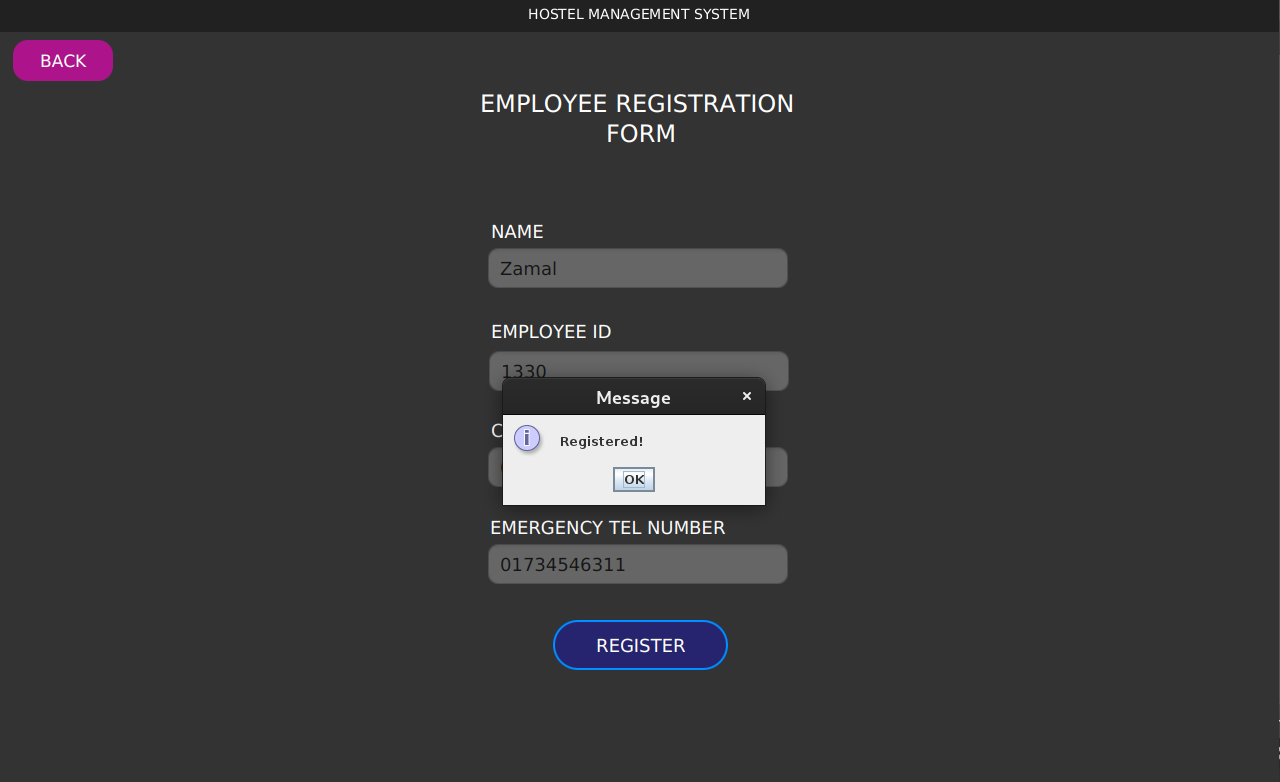 HOSTEL MANAGEMENT SYSTEM
BACK
EMPLOYEE REGISTRATION
FORM
NAME
Zamal
EMPLOYEE ID
1330
Message
Registered!
OK
EMERGENCY TEL NUMBER
01734546311
REGISTER